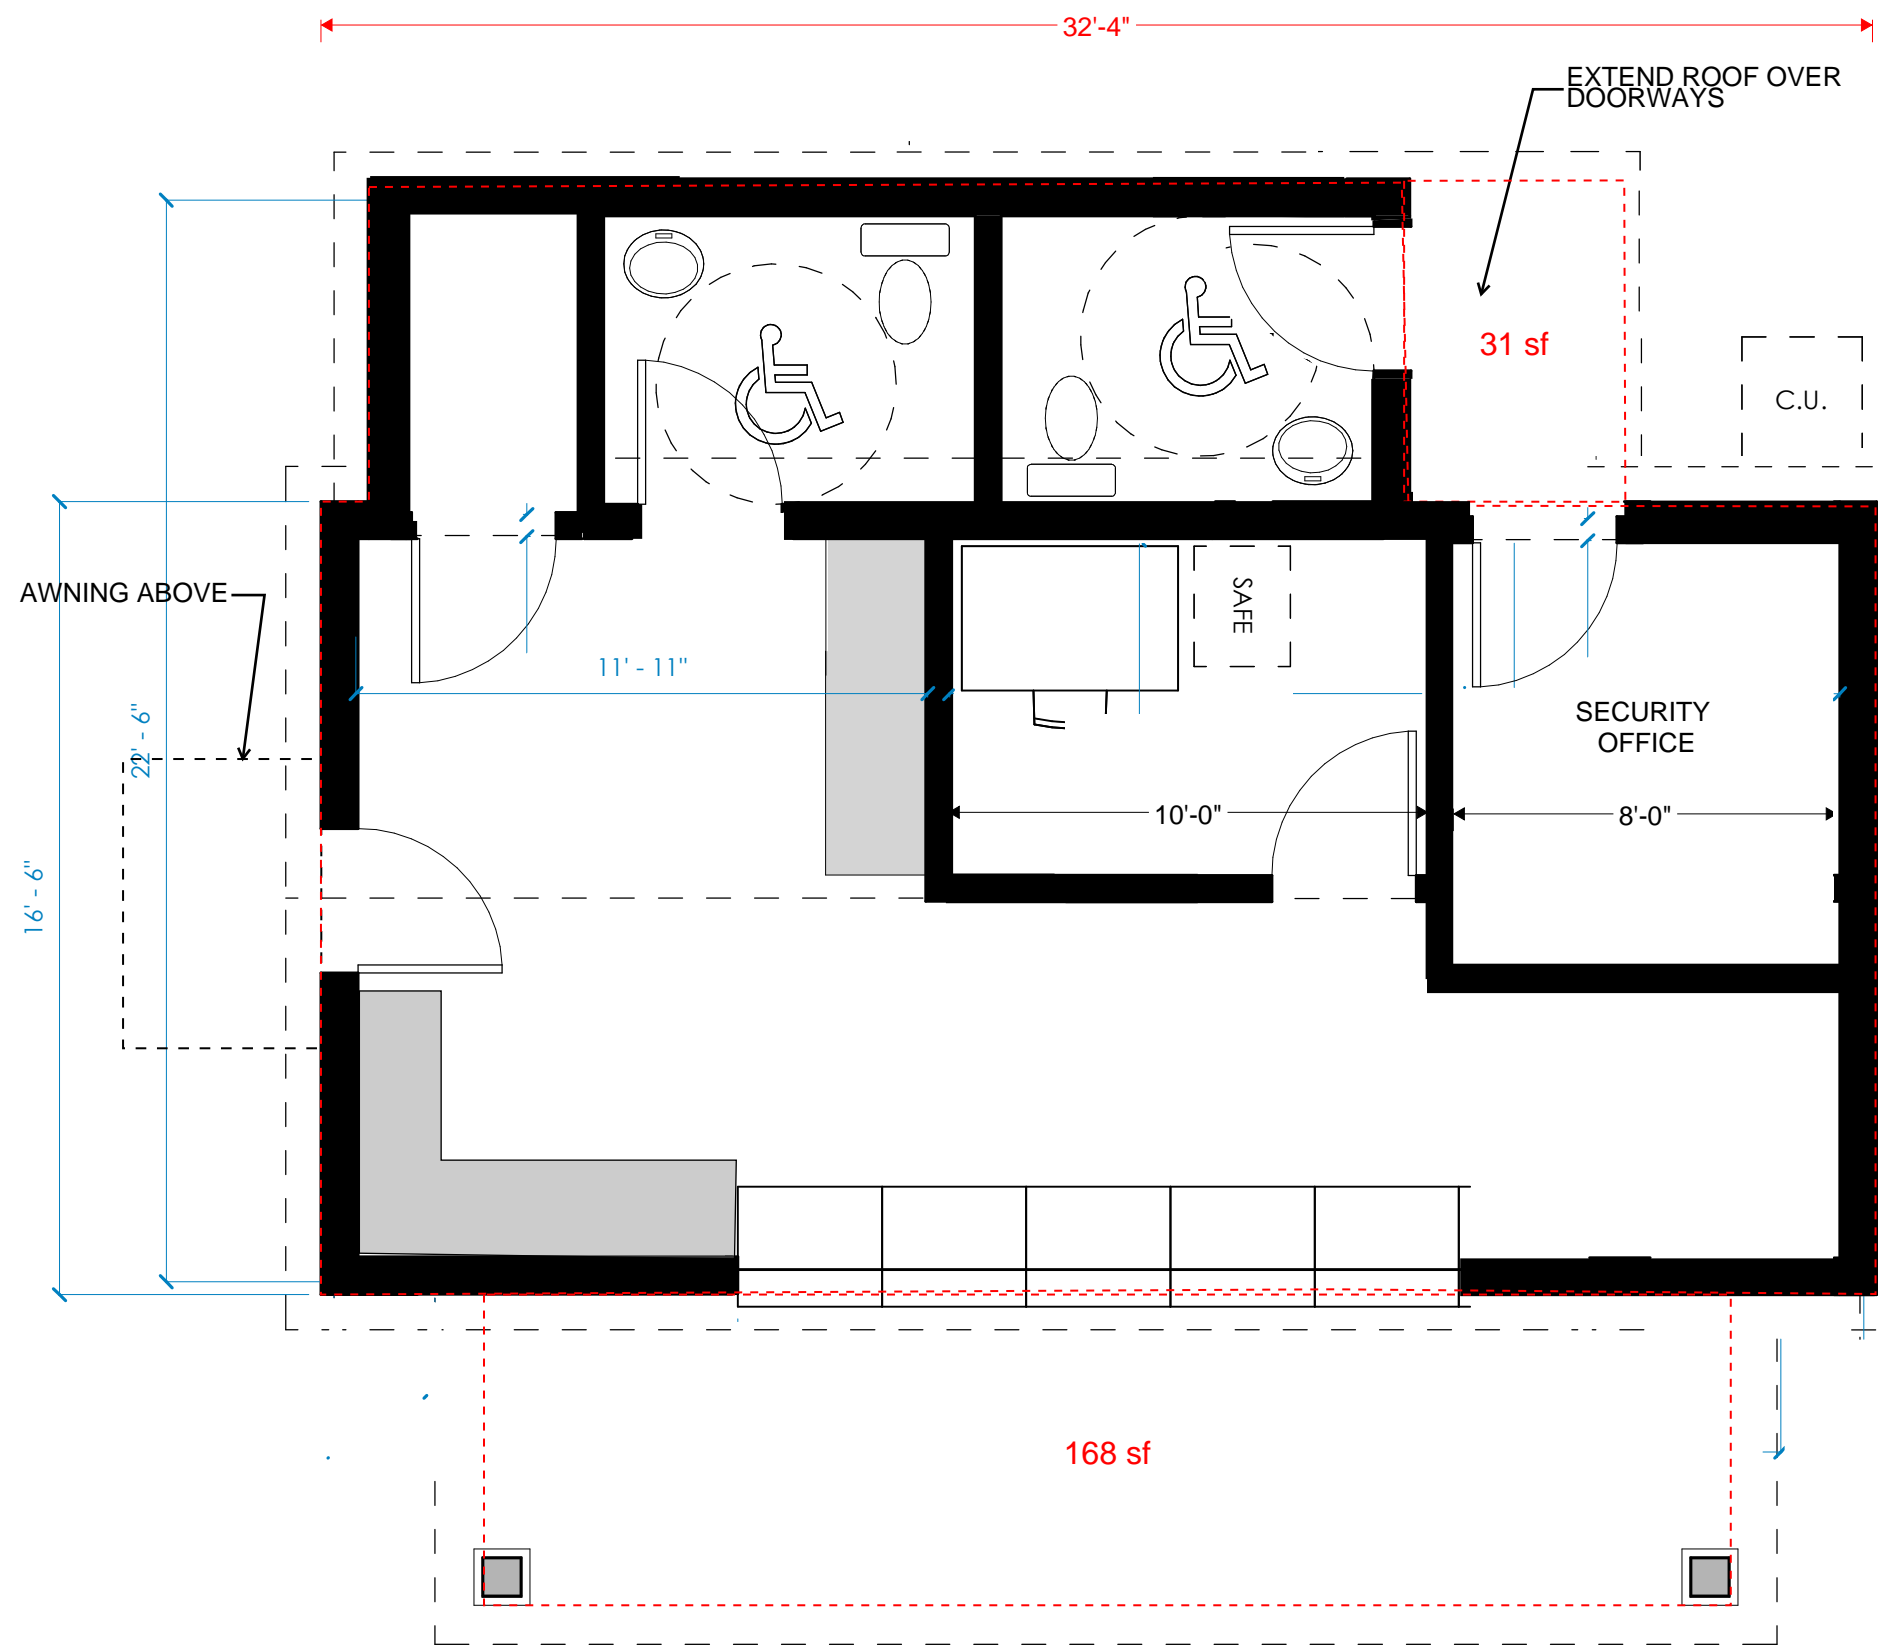 32'-4"
EXTEND ROOF OVER
DOORWAYS
31 sf
C.U.
AWNING ABOVE
SAFE
11' - 11"
22' - 6"
SECURITY
OFFICE
10'-0"
8'-0"
16' - 6"
168 sf